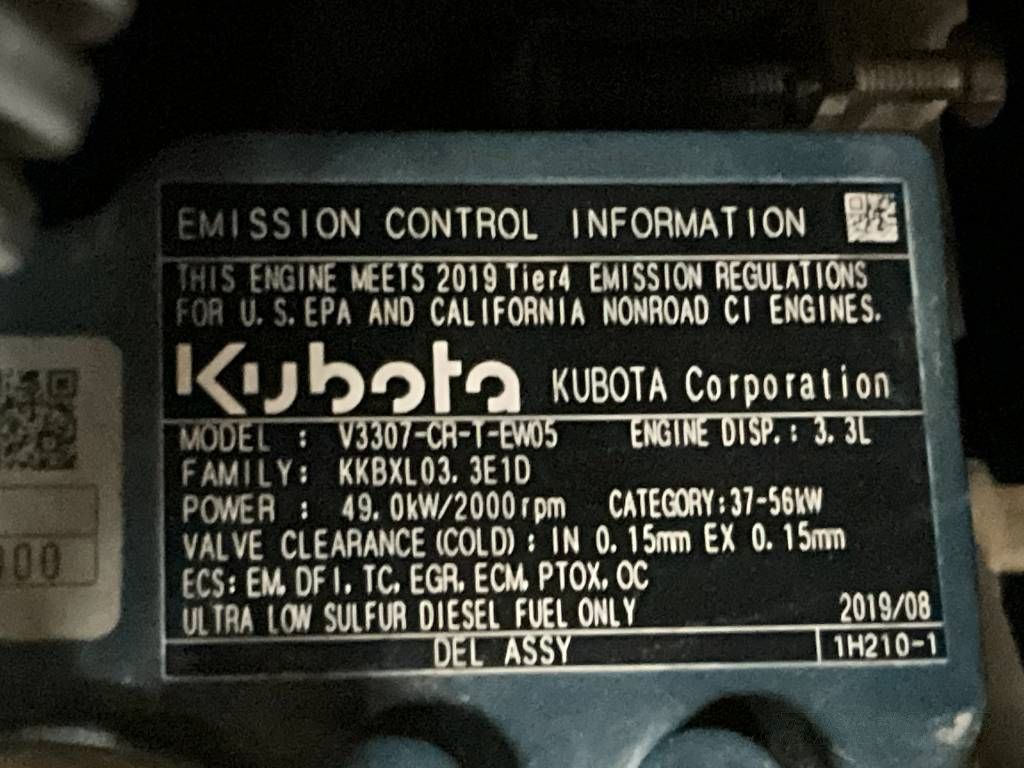 EMISSION CONTROL INFORMATION
THIS ENGINE MEETS 2019 Tier4 EMISSION REGULATIONS
FOR U.S.EPA AND CALIFORNIA NONROAD CI ENGINES.
Kubota KUBOTA Corporation
MODEL : V3307-CR-T-EW05 ENGINE DISP.: 3.3L
FAMILY: KKBXL03.3E1D
POWER : 49.0kW/2000rpm CATEGORY:37-56kW
VALVE CLEARANCE (COLD) : IN 0.15mm EX 0.15mm
ECS: EM, DFI, TC, EGR, ECM, PTOX, OC
ULTRA LOW SULFUR DIESEL FUEL ONLY 2019/08
DEL ASSY 1H210-1
000